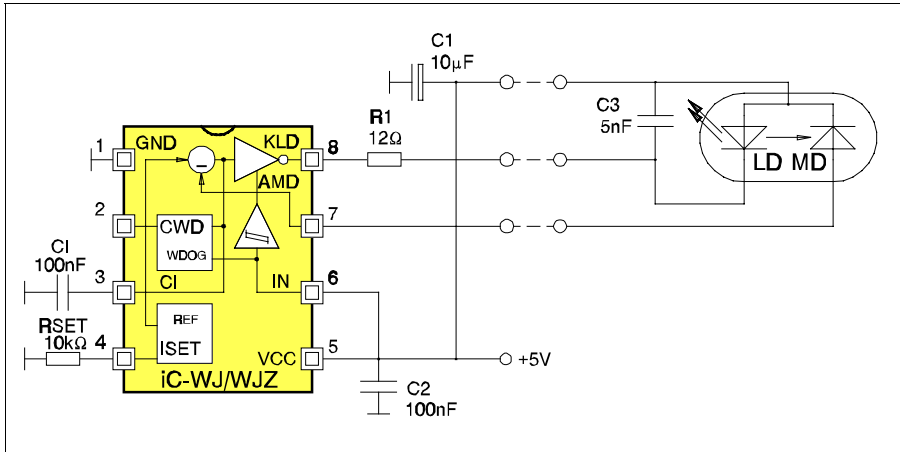 C1
10µF
C3
5nF
R1
12Ω
LD MD
1
GND
KLD
8
AMD
2
CWD
7
WDOG
CI
100nF
3
CI
IN
6
RSET
10kΩ
4
REF
ISET
VCC
5
+5V
iC-WJ/WJZ
C2
100nF